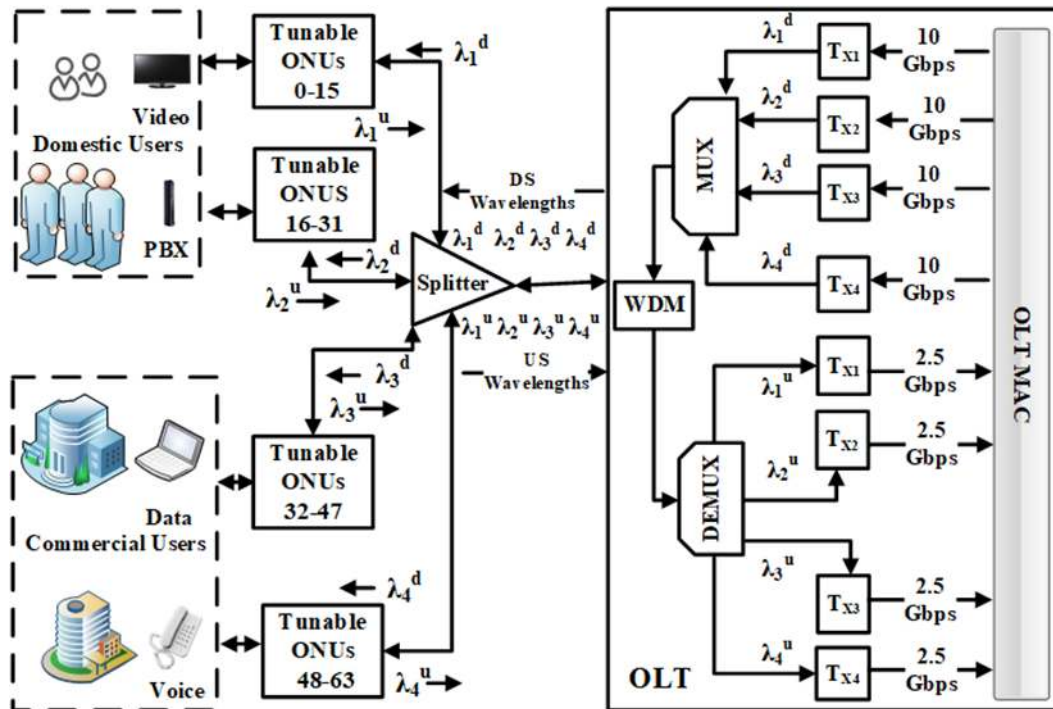 Video
Domestic Users
PBX
Tunable
ONUs
0-15
λ₁ᵈ
λ₁ᵘ
Tunable
ONUS
16-31
λ₂ᵈ
λ₂ᵘ
DS
Wavelengths
λ₁ᵈ λ₂ᵈ λ₃ᵈ λ₄ᵈ
Splitter
λ₁ᵘ λ₂ᵘ λ₃ᵘ λ₄ᵘ
US
Wavelengths
λ₃ᵈ
λ₃ᵘ
Data
Commercial Users
Voice
Tunable
ONUs
32-47
λ₄ᵈ
Tunable
ONUs
48-63
λ₄ᵘ
λ₁ᵈ
TX1
10
Gbps
λ₂ᵈ
TX2
10
Gbps
MUX
λ₃ᵈ
TX3
10
Gbps
λ₄ᵈ
TX4
10
Gbps
WDM
OLT MAC
λ₁ᵘ
TX1
2.5
Gbps
TX2
2.5
Gbps
λ₂ᵘ
DEMUX
λ₃ᵘ
TX3
2.5
Gbps
λ₄ᵘ
TX4
2.5
Gbps
OLT